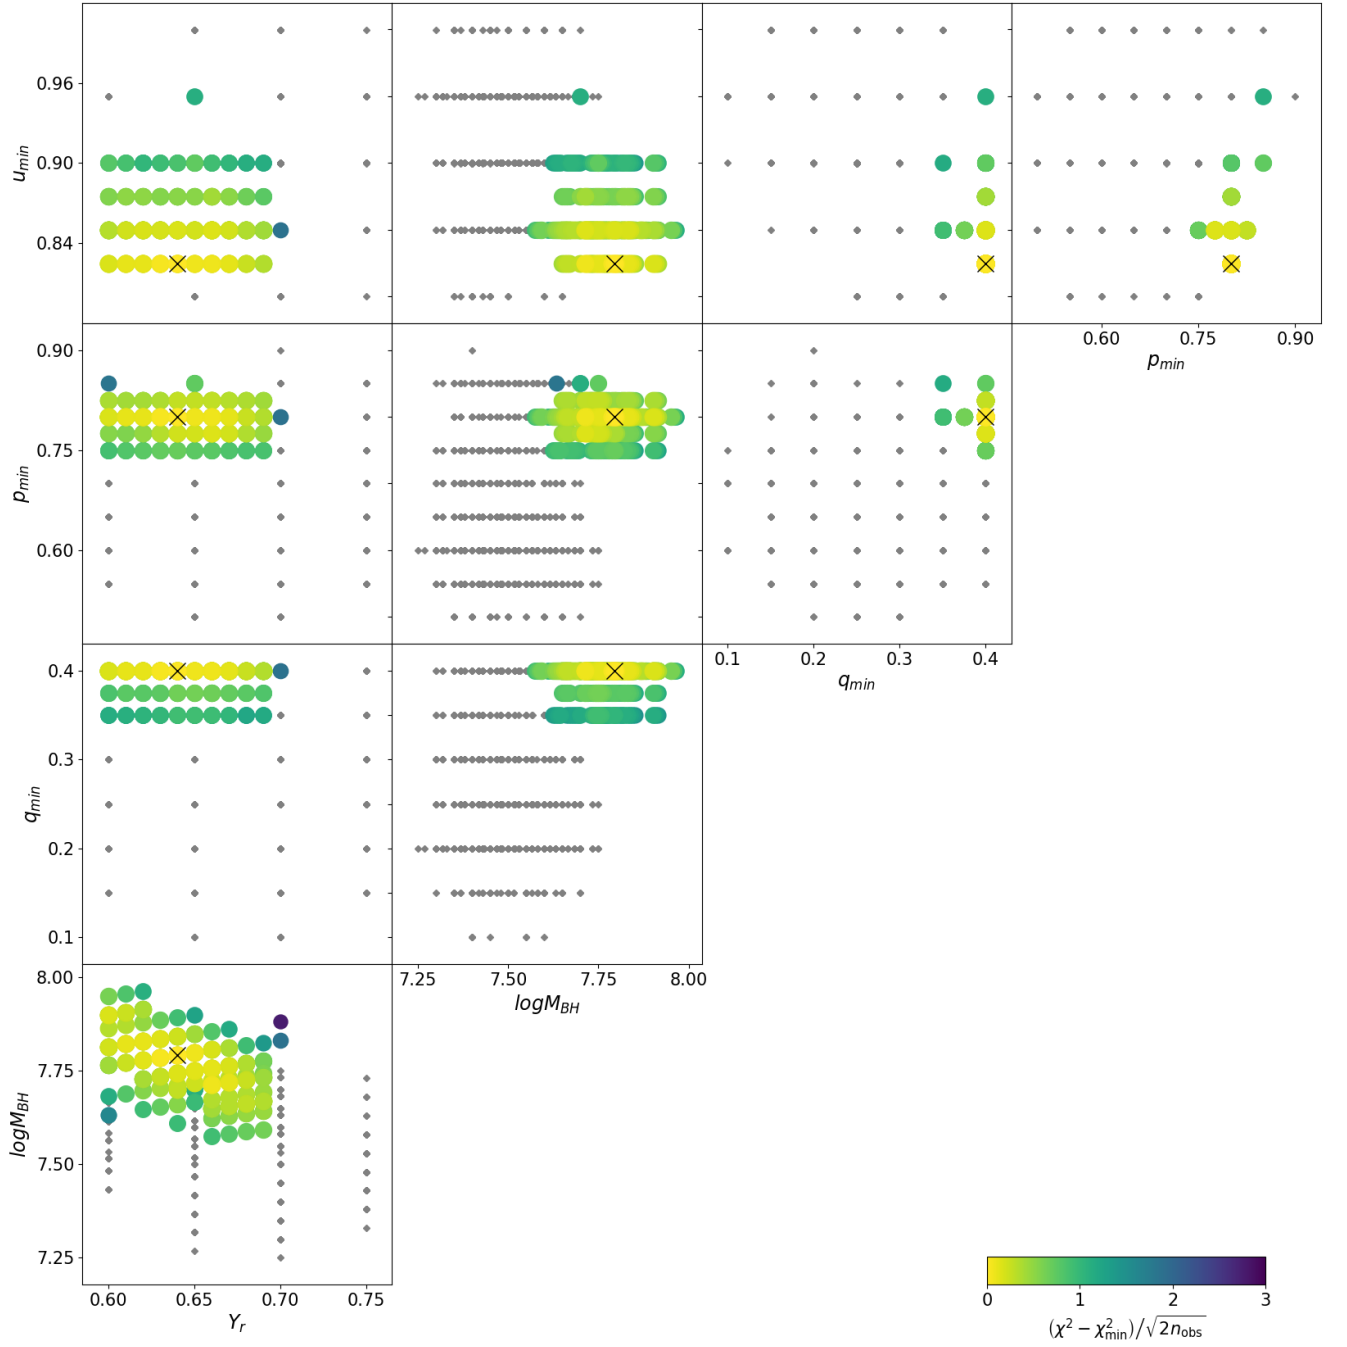 0.96
0.90
0.84
u_min
0.60 0.75 0.90
p_min
0.90
0.75
0.60
p_min
0.1 0.2 0.3 0.4
q_min
0.4
0.3
0.2
0.1
q_min
7.25 7.50 7.75 8.00
logM_BH
8.00
7.75
7.50
7.25
logM_BH
0.60 0.65 0.70 0.75
Y_r
0 1 2 3
(χ² − χ²_min)/√2n_obs